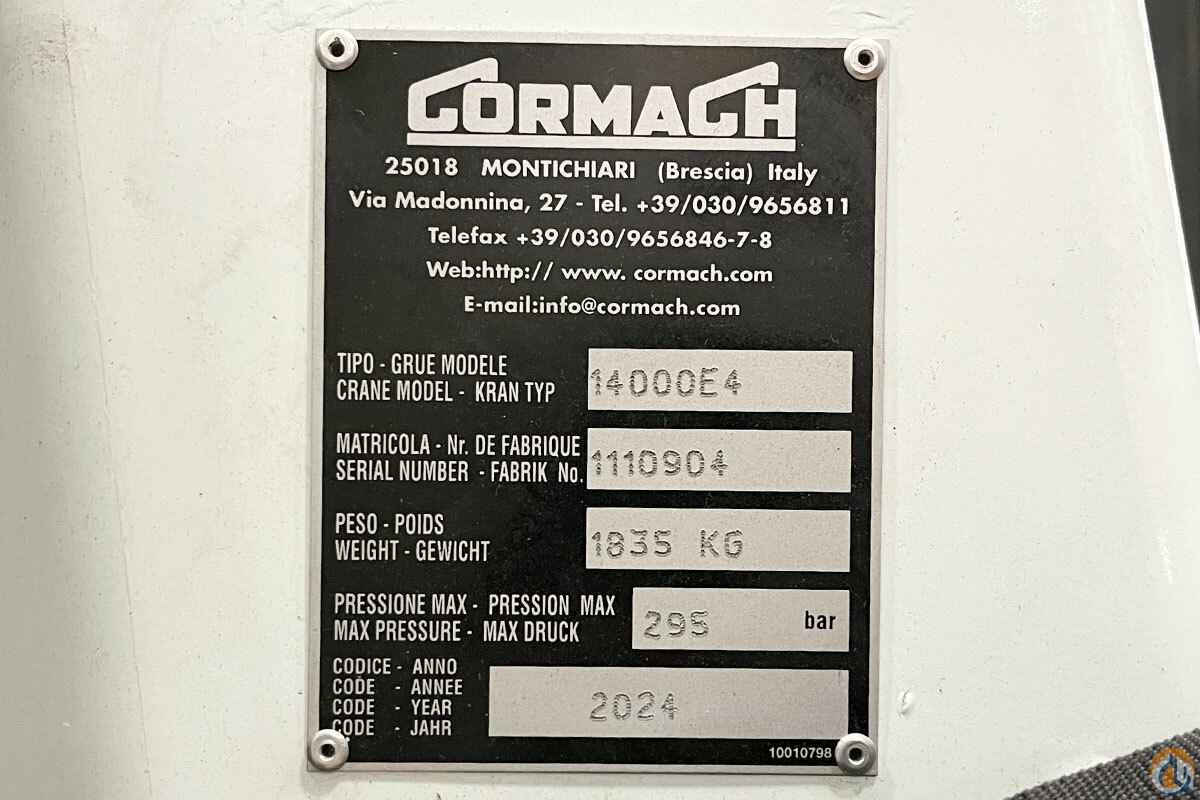 CORMACH
25018 MONTICHIARI (Brescia) Italy
Via Madonnina, 27 - Tel. +39/030/9656811
Telefax +39/030/9656846-7-8
Web:http:// www. cormach.com
E-mail:info@cormach.com
TIPO - GRUE MODELE
CRANE MODEL - KRAN TYP 14000E4
MATRICOLA - Nr. DE FABRIQUE
SERIAL NUMBER - FABRIK No. 1110904
PESO - POIDS
WEIGHT - GEWICHT 1835 KG
PRESSIONE MAX - PRESSION MAX
MAX PRESSURE - MAX DRUCK 295 bar
CODICE - ANNO
CODE - ANNEE
CODE - YEAR 2024
CODE - JAHR
10010798